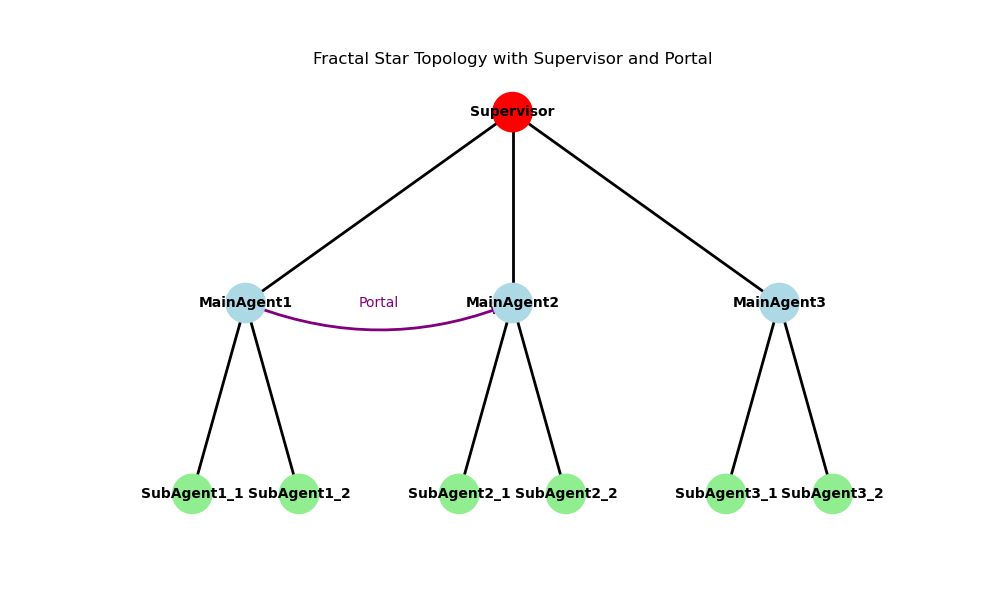 Fractal Star Topology with Supervisor and Portal
Supervisor
MainAgent1
Portal
MainAgent2
MainAgent3
SubAgent1_1
SubAgent1_2
SubAgent2_1
SubAgent2_2
SubAgent3_1
SubAgent3_2